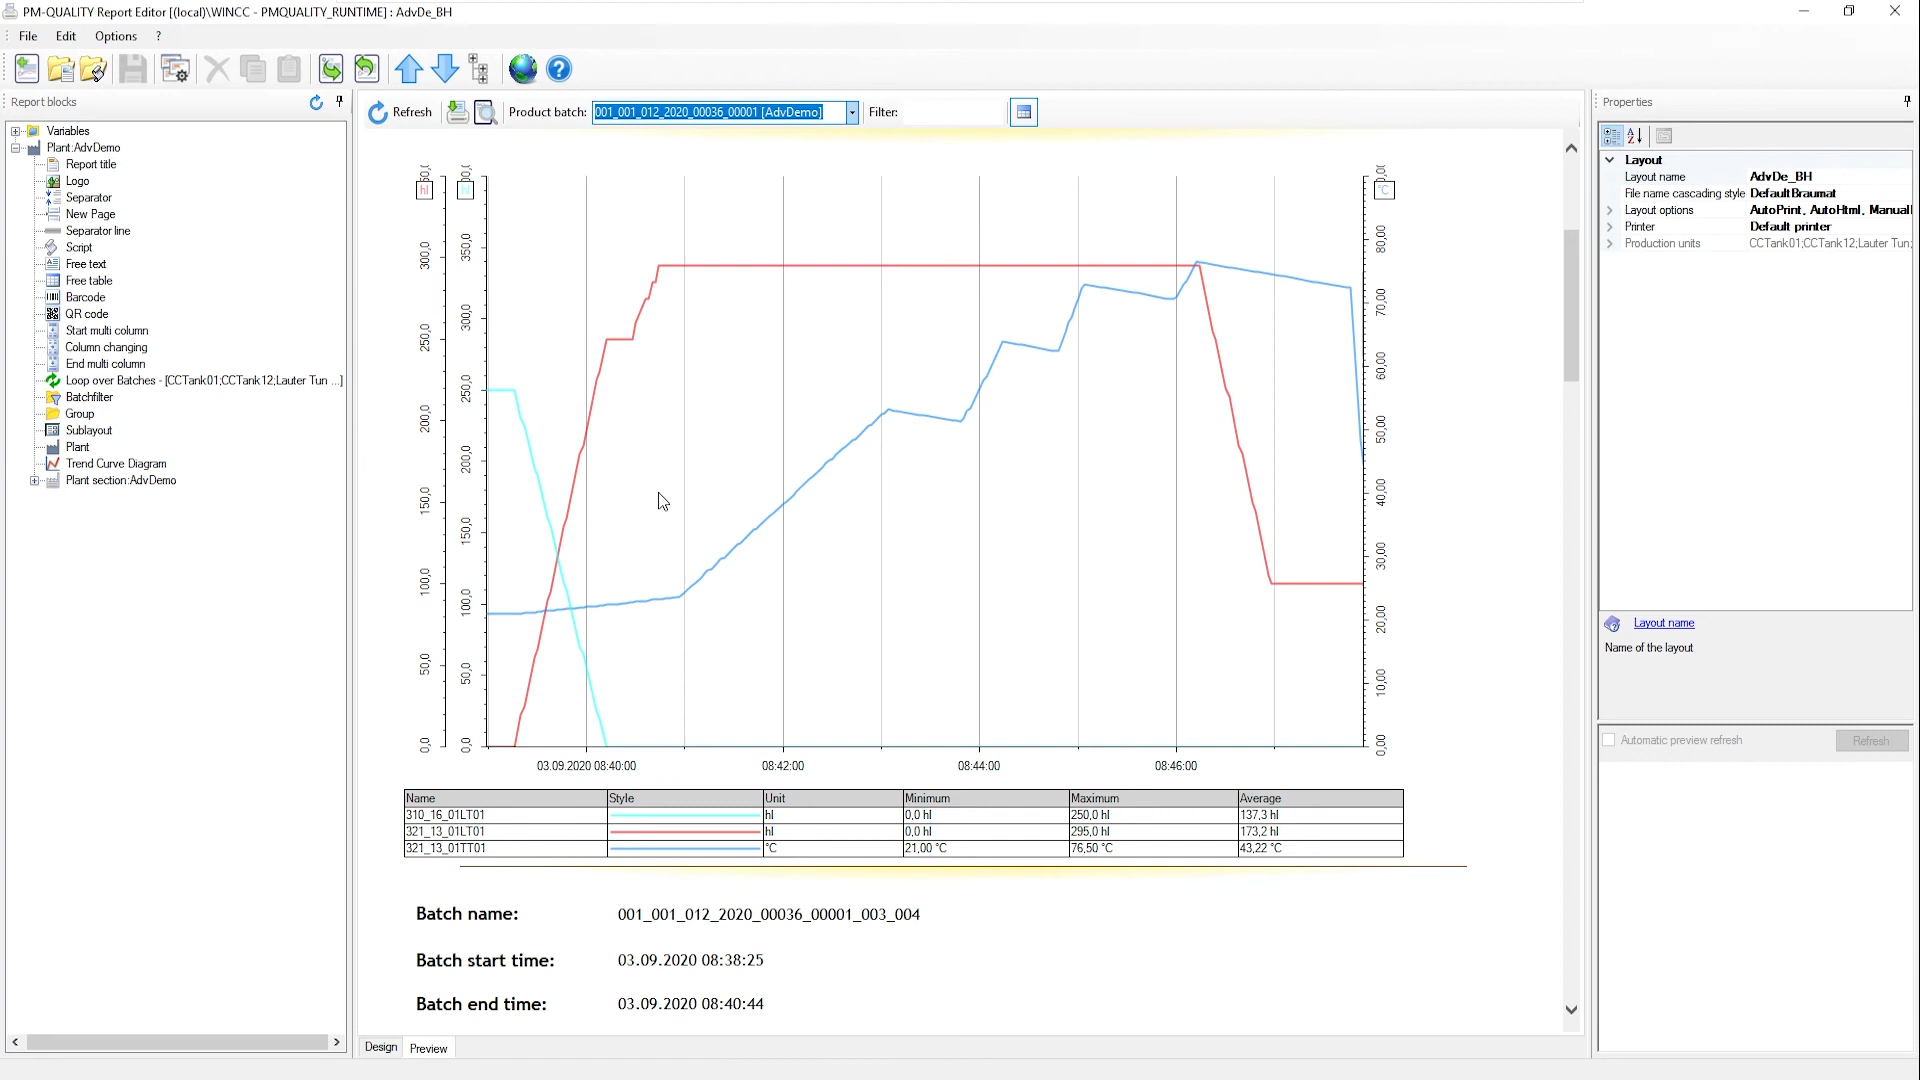 PM-QUALITY Report Editor [(local)\WINCC - PMQUALITY_RUNTIME] : AdvDe_BH
File Edit Options ?
Report blocks
Variables
Plant:AdvDemo
Report title
Logo
Separator
New Page
Separator line
Script
Free text
Free table
Barcode
QR code
Start multi column
Column changing
End multi column
Loop over Batches - [CCTank01;CCTank12;Lauter Tun ...]
Batchfilter
Group
Sublayout
Plant
Trend Curve Diagram
Plant section:AdvDemo
Refresh Product batch: 001_001_012_2020_00036_00001 [AdvDemo] Filter:
hl hl °C
300,0 250,0 200,0 150,0 100,0 50,0 0,0
350,0 300,0 250,0 200,0 150,0 100,0 50,0 0,0
80,00 70,00 60,00 50,00 40,00 30,00 20,00 10,00 0,00
03.09.2020 08:40:00 08:42:00 08:44:00 08:46:00
Name Style Unit Minimum Maximum Average
310_16_01LT01 hl 0,0 hl 250,0 hl 137,3 hl
321_13_01LT01 hl 0,0 hl 295,0 hl 173,2 hl
321_13_01TT01 °C 21,00 °C 76,50 °C 43,22 °C
Batch name: 001_001_012_2020_00036_00001_003_004
Batch start time: 03.09.2020 08:38:25
Batch end time: 03.09.2020 08:40:44
Design Preview
Properties
Layout
Layout name AdvDe_BH
File name cascading style DefaultBraumat
Layout options AutoPrint, AutoHtml, Manuall
Printer Default printer
Production units CCTank01;CCTank12;Lauter Tun;
Layout name
Name of the layout
Automatic preview refresh Refresh